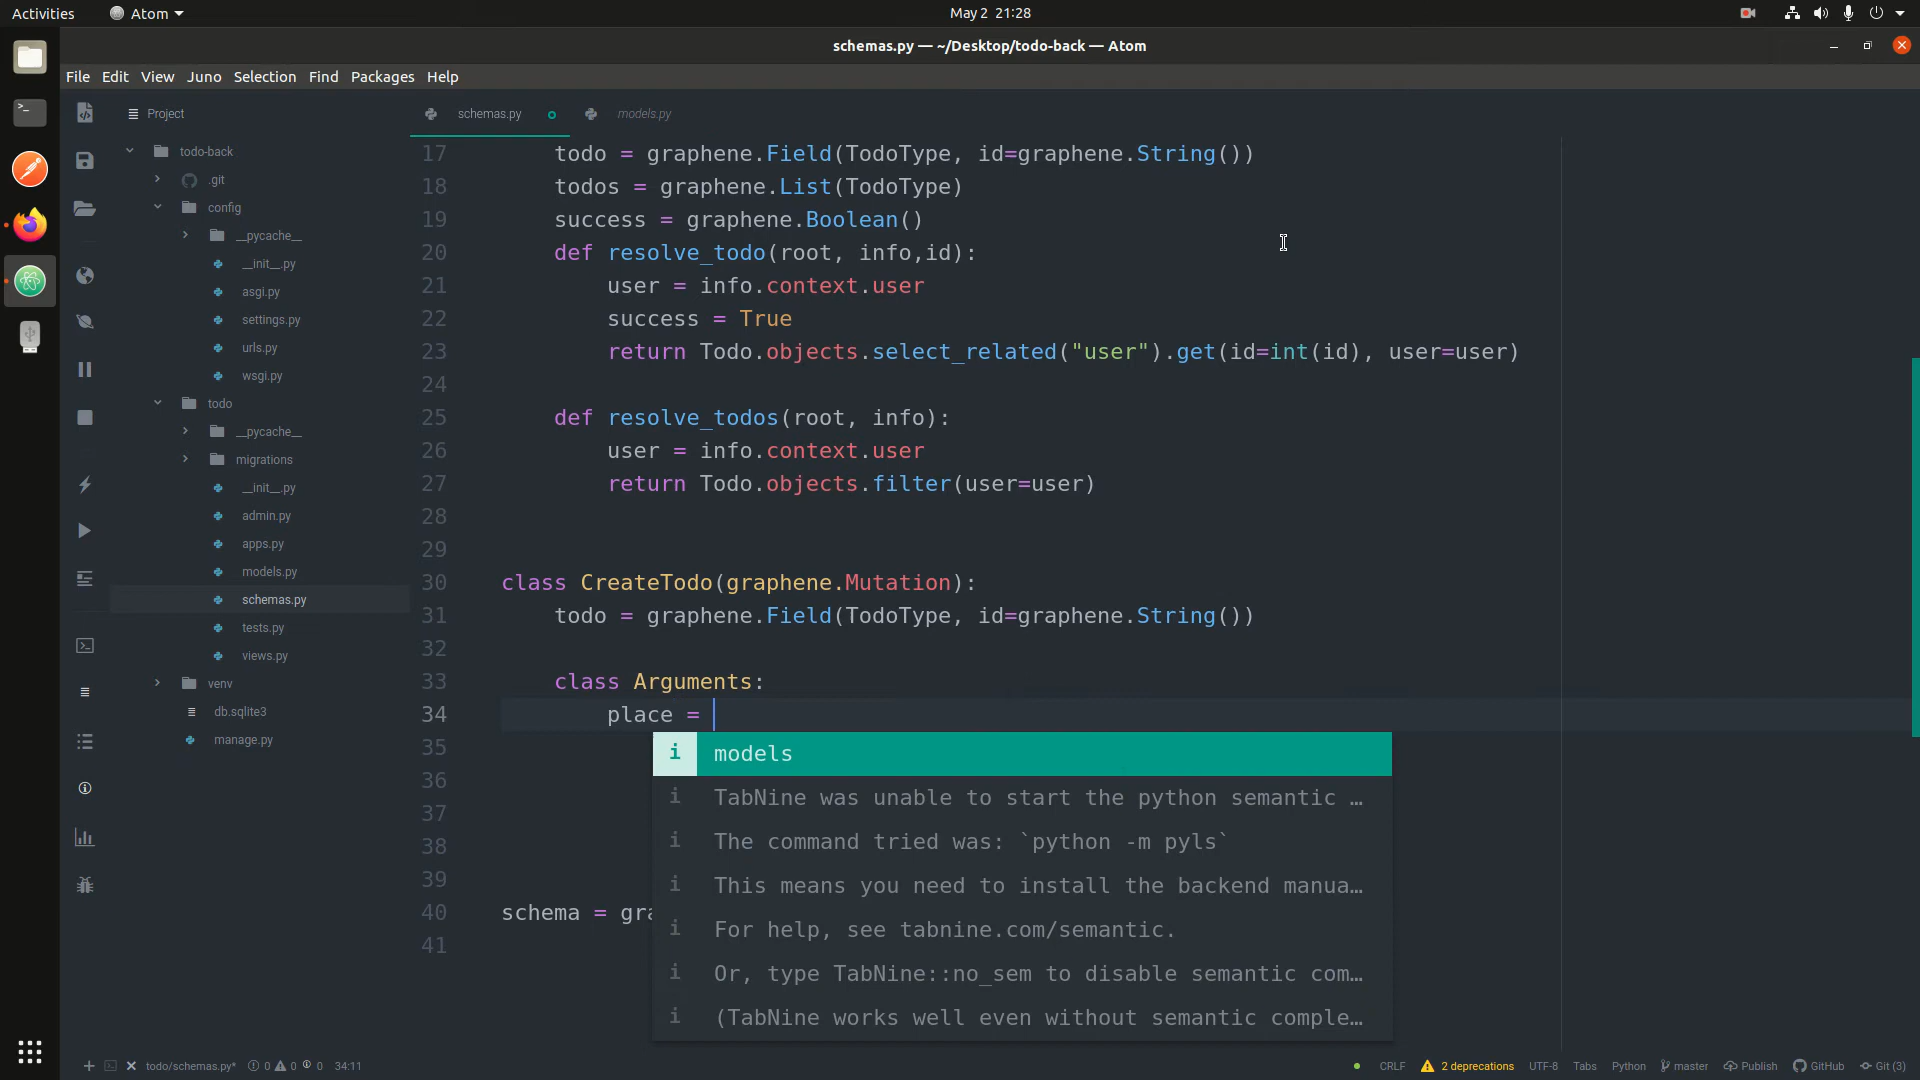 Activities
Atom
May 2 21:28
schemas.py — ~/Desktop/todo-back — Atom
File Edit View Juno Selection Find Packages Help
Project
todo-back
.git
config
__pycache__
__init__.py
asgi.py
settings.py
urls.py
wsgi.py
todo
__pycache__
migrations
__init__.py
admin.py
apps.py
models.py
schemas.py
tests.py
views.py
venv
db.sqlite3
manage.py
schemas.py
models.py
17 todo = graphene.Field(TodoType, id=graphene.String())
18 todos = graphene.List(TodoType)
19 success = graphene.Boolean()
20 def resolve_todo(root, info,id):
21 user = info.context.user
22 success = True
23 return Todo.objects.select_related("user").get(id=int(id), user=user)
24
25 def resolve_todos(root, info):
26 user = info.context.user
27 return Todo.objects.filter(user=user)
28
29
30 class CreateTodo(graphene.Mutation):
31 todo = graphene.Field(TodoType, id=graphene.String())
32
33 class Arguments:
34 place =
35
36
37
38
39
40 schema = gra
41
i models
i TabNine was unable to start the python semantic …
i The command tried was: `python -m pyls`
i This means you need to install the backend manua…
i For help, see tabnine.com/semantic.
i Or, type TabNine::no_sem to disable semantic com…
i (TabNine works well even without semantic comple…
todo/schemas.py* 0 0 0 34:11
CRLF 2 deprecations UTF-8 Tabs Python master Publish GitHub Git (3)